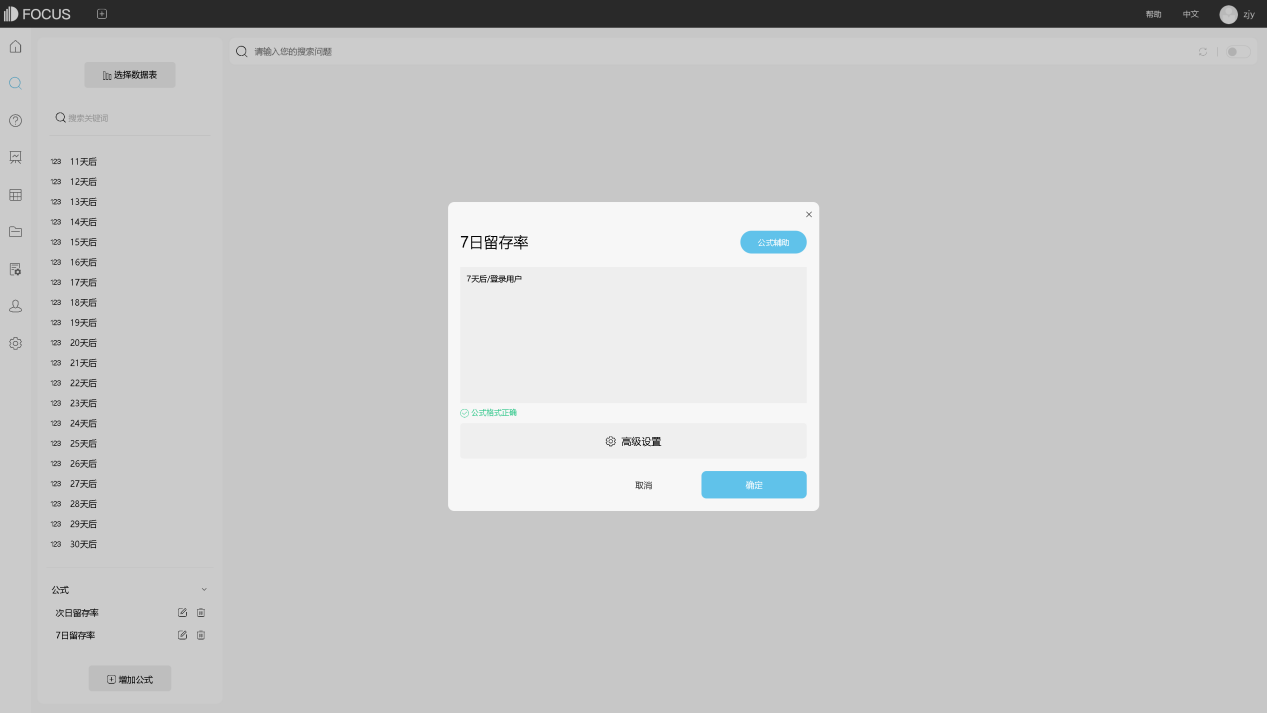 FOCUS
帮助
中文
zjy
选择数据表
请输入您的搜索问题
搜索关键词
123 11天后
123 12天后
123 13天后
123 14天后
123 15天后
123 16天后
123 17天后
123 18天后
123 19天后
123 20天后
123 21天后
123 22天后
123 23天后
123 24天后
123 25天后
123 26天后
123 27天后
123 28天后
123 29天后
123 30天后
公式
次日留存率
7日留存率
增加公式
7日留存率
公式辅助
7天后/登录用户
公式格式正确
高级设置
取消
确定